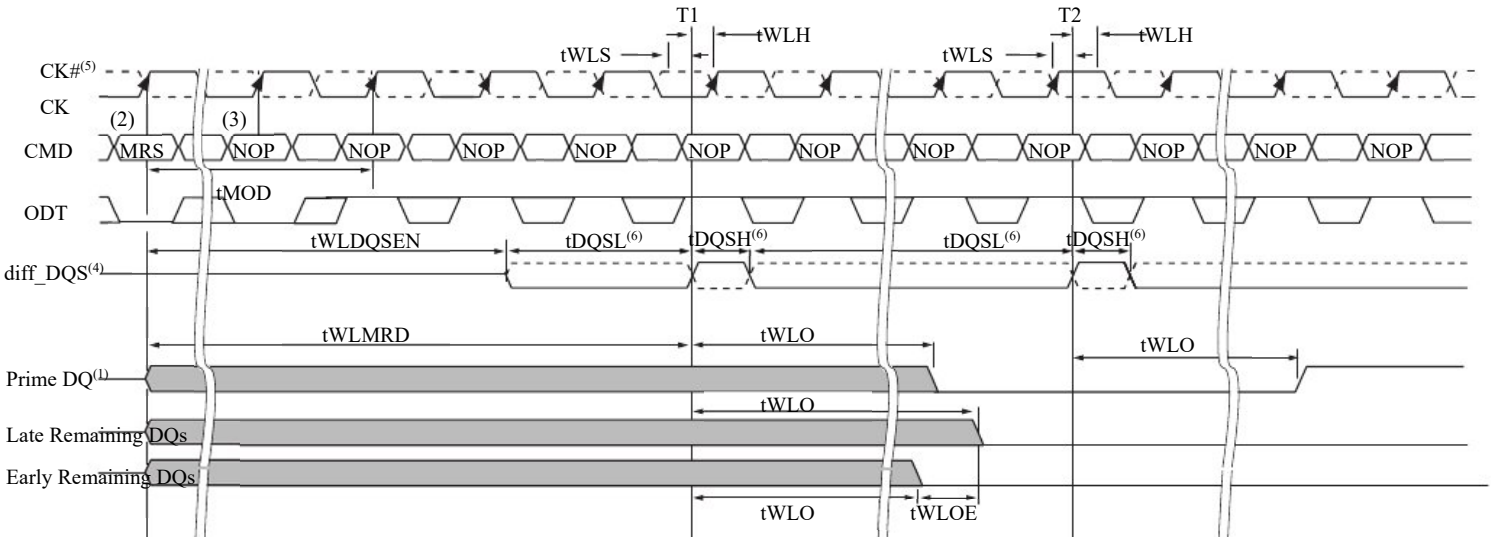 T1 T2
tWLS tWLH tWLS tWLH
CK#(5)
CK
(2) (3)
CMD MRS NOP NOP NOP NOP NOP NOP NOP NOP NOP NOP NOP
tMOD
ODT
tWLDQSEN tDQSL(6) tDQSH(6) tDQSL(6) tDQSH(6)
diff_DQS(4)
tWLMRD tWLO tWLO
Prime DQ(1)
tWLO
Late Remaining DQs
Early Remaining DQs
tWLO tWLOE